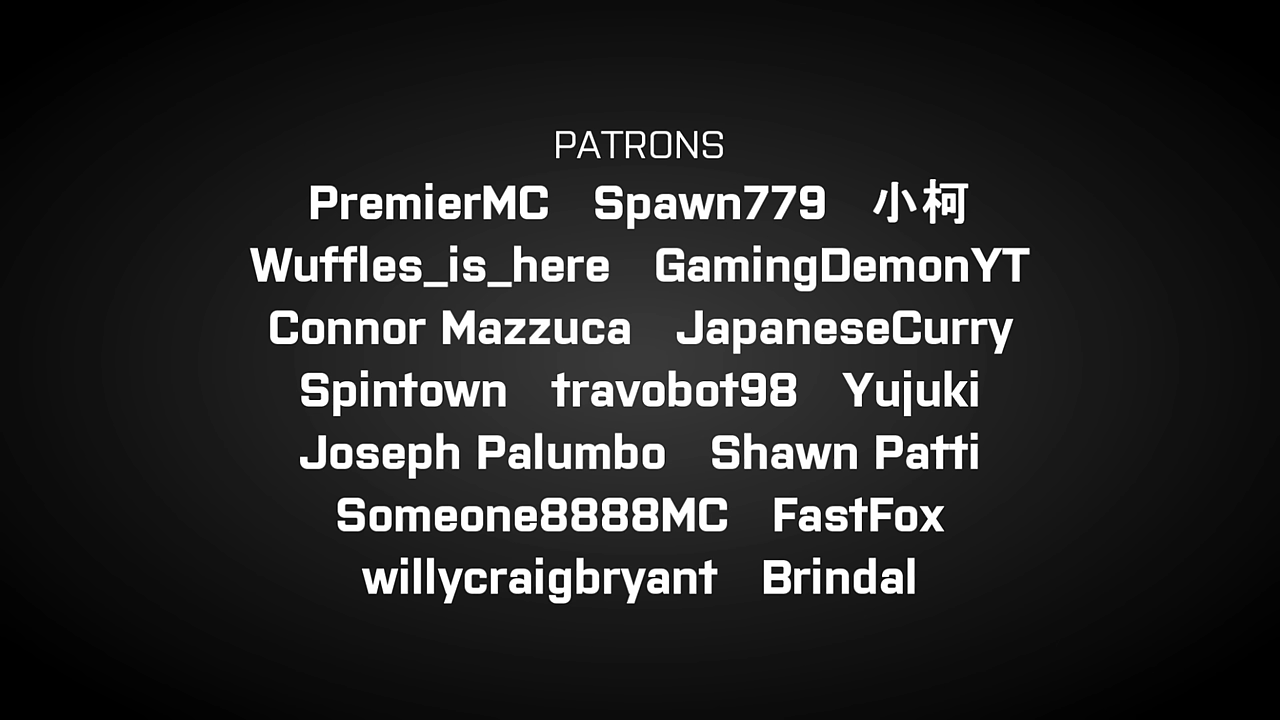 PATRONS
PremierMC Spawn779 小柯
Wuffles_is_here GamingDemonYT
Connor Mazzuca JapaneseCurry
Spintown travobot98 Yujuki
Joseph Palumbo Shawn Patti
Someone8888MC FastFox
willycraigbryant Brindal